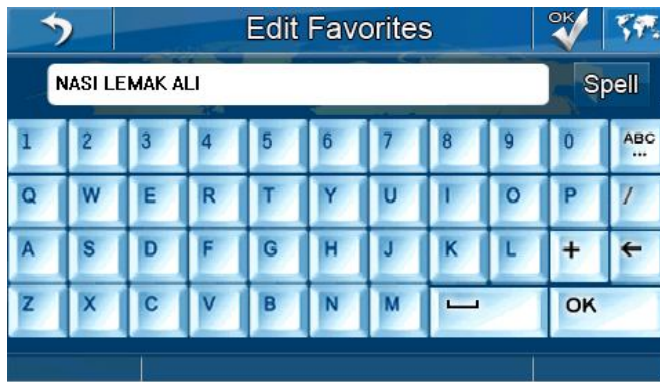 Edit Favorites OK
NASI LEMAK ALI Spell
1 2 3 4 5 6 7 8 9 0 ABC ...
Q W E R T Y U I O P /
A S D F G H J K L + ←
Z X C V B N M OK